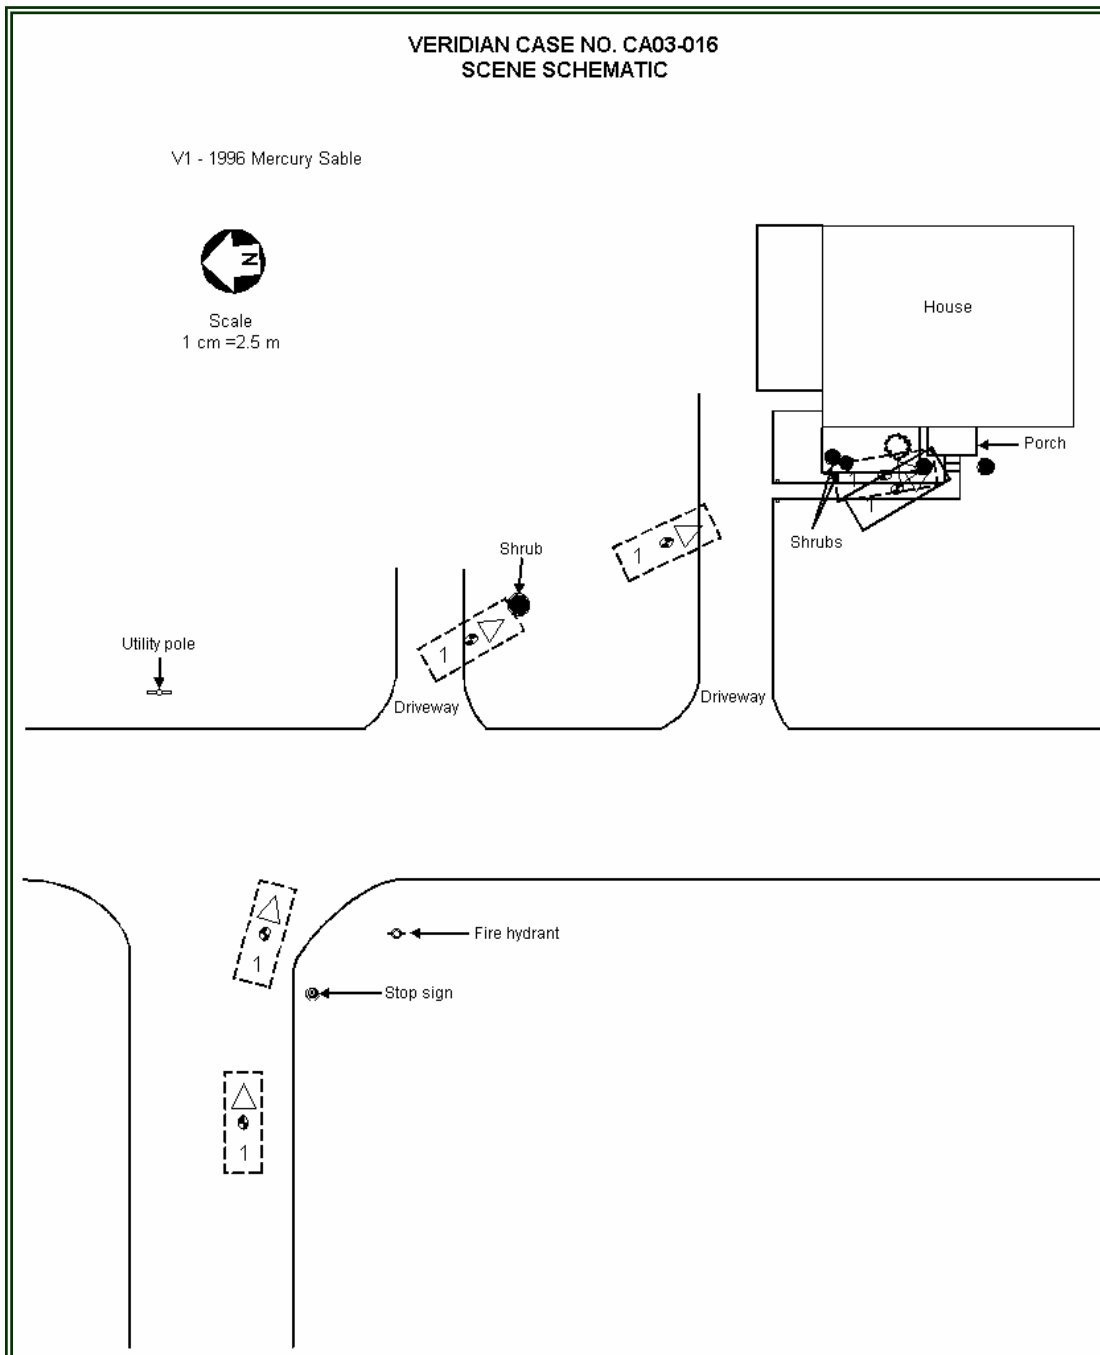 VERIDIAN CASE NO. CA03-016
SCENE SCHEMATIC
V1 - 1996 Mercury Sable
N
Scale
1 cm =2.5 m
House
Porch
1
1
Shrubs
1
Shrub
1
Utility pole
Driveway
Driveway
1
Fire hydrant
Stop sign
1